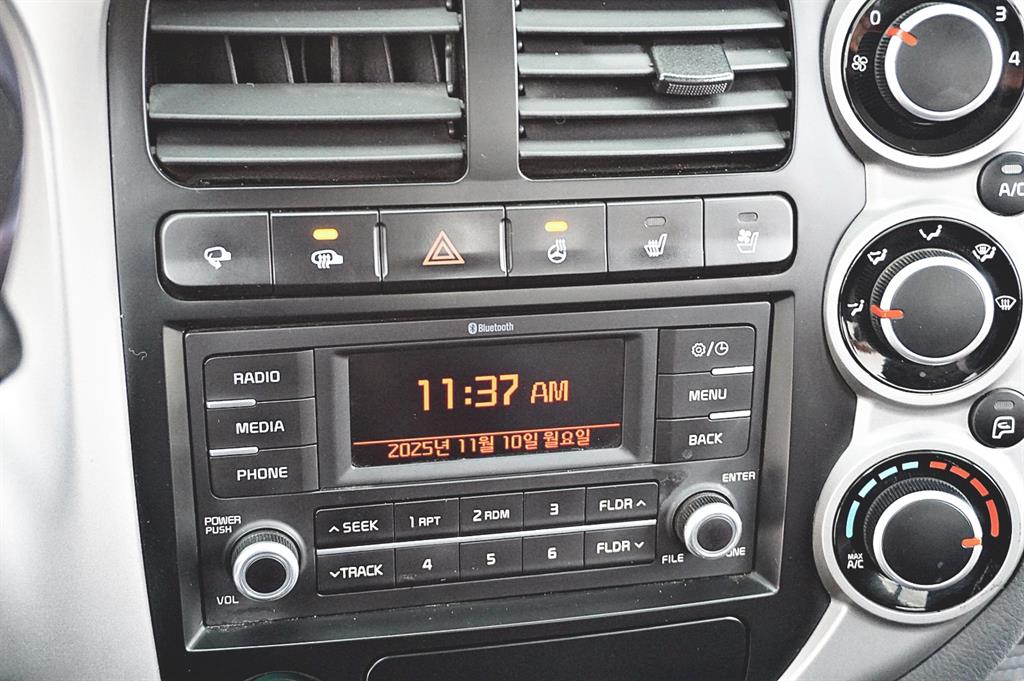 0
3
4
A/C
Bluetooth
RADIO
MEDIA
PHONE
11:37 AM
2025년 11월 10일 월요일
MENU
BACK
POWER
PUSH
VOL
∧ SEEK
1 RPT
2 RDM
3
FLDR ∧
∨TRACK
4
5
6
FLDR ∨
ENTER
FILE
MAX
A/C